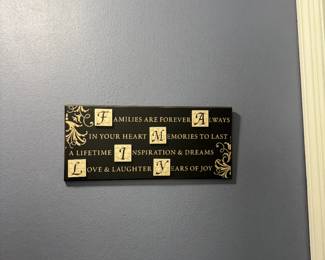 FAMILIES ARE FOREVER ALWAYS
IN YOUR HEART MEMORIES TO LAST
A LIFETIME INSPIRATION & DREAMS
LOVE & LAUGHTER YEARS OF JOY